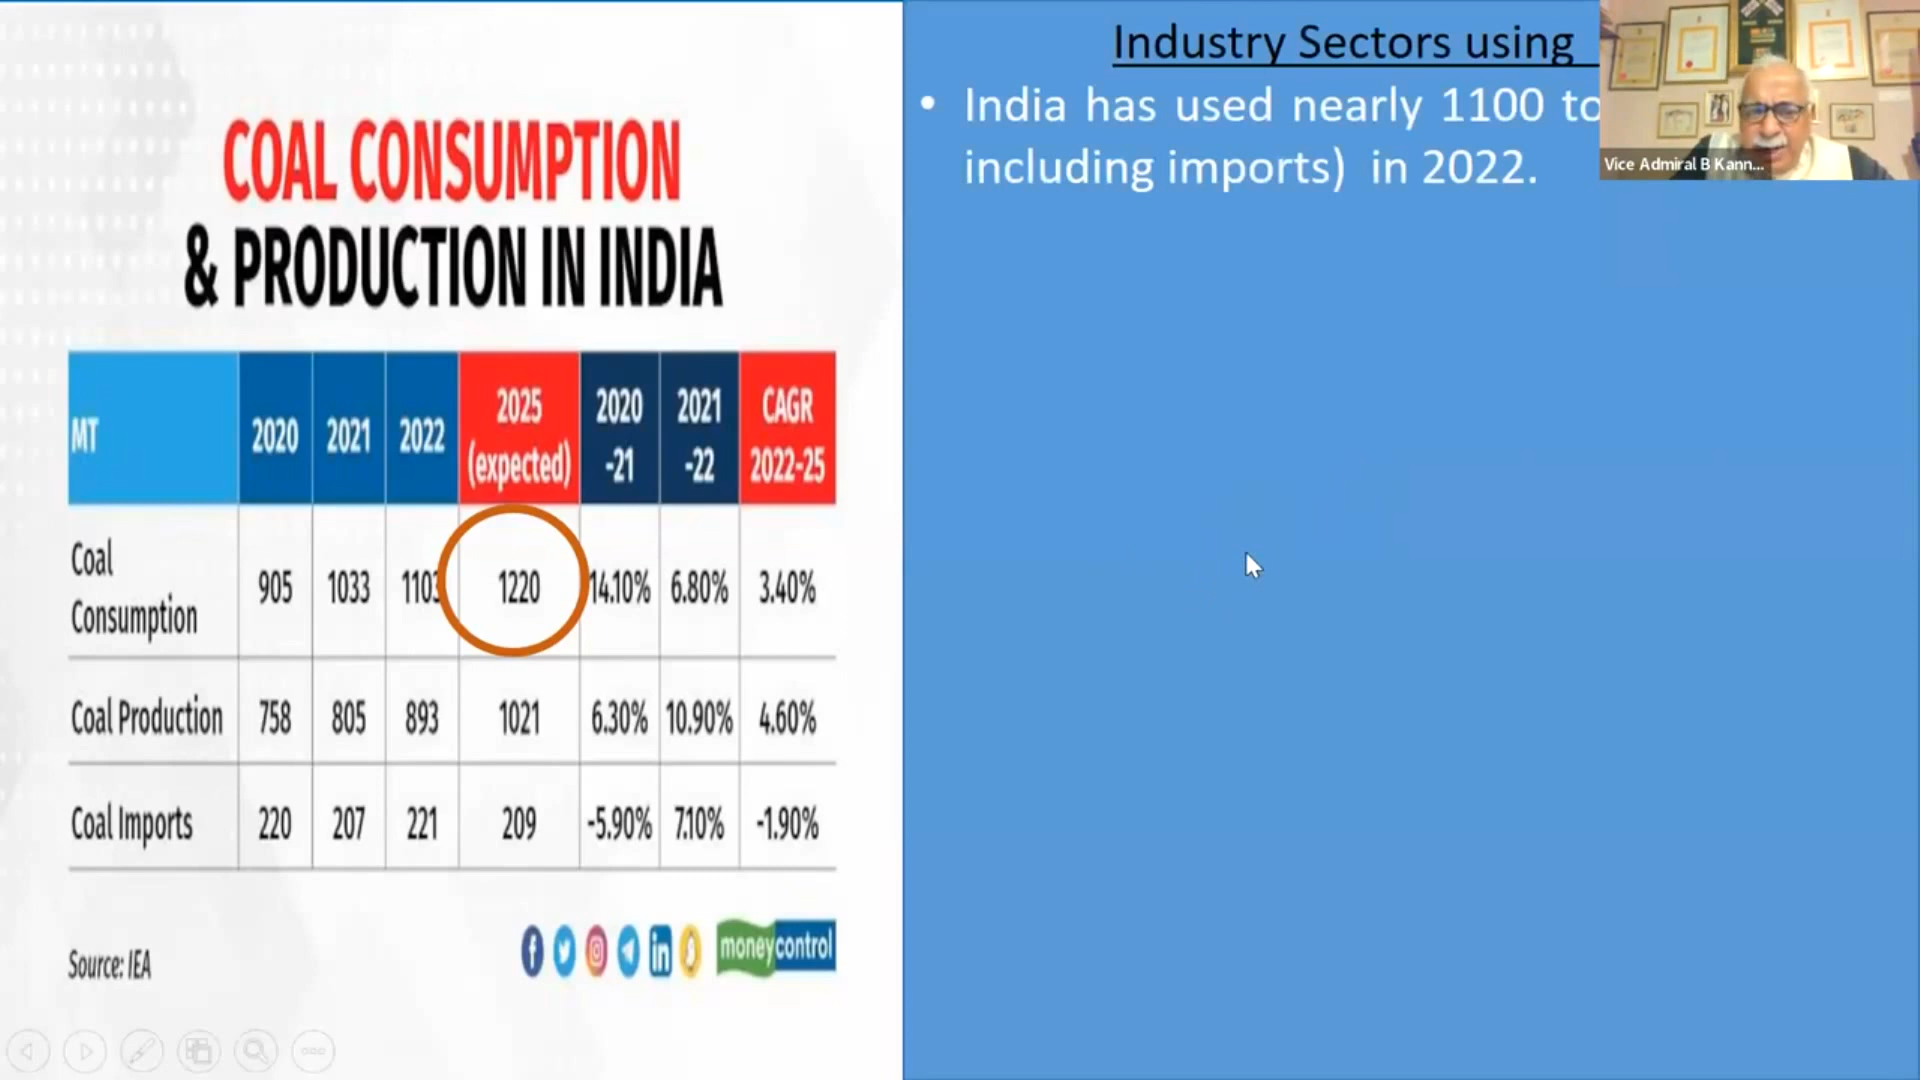 COAL CONSUMPTION
& PRODUCTION IN INDIA
MT 2020 2021 2022 2025 (expected) 2020 -21 2021 -22 CAGR 2022-25
Coal Consumption 905 1033 1103 1220 14.10% 6.80% 3.40%
Coal Production 758 805 893 1021 6.30% 10.90% 4.60%
Coal Imports 220 207 221 209 -5.90% 7.10% -1.90%
Source: IEA
moneycontrol
Industry Sectors using
• India has used nearly 1100 to
including imports) in 2022.
Vice Admiral B Kann...